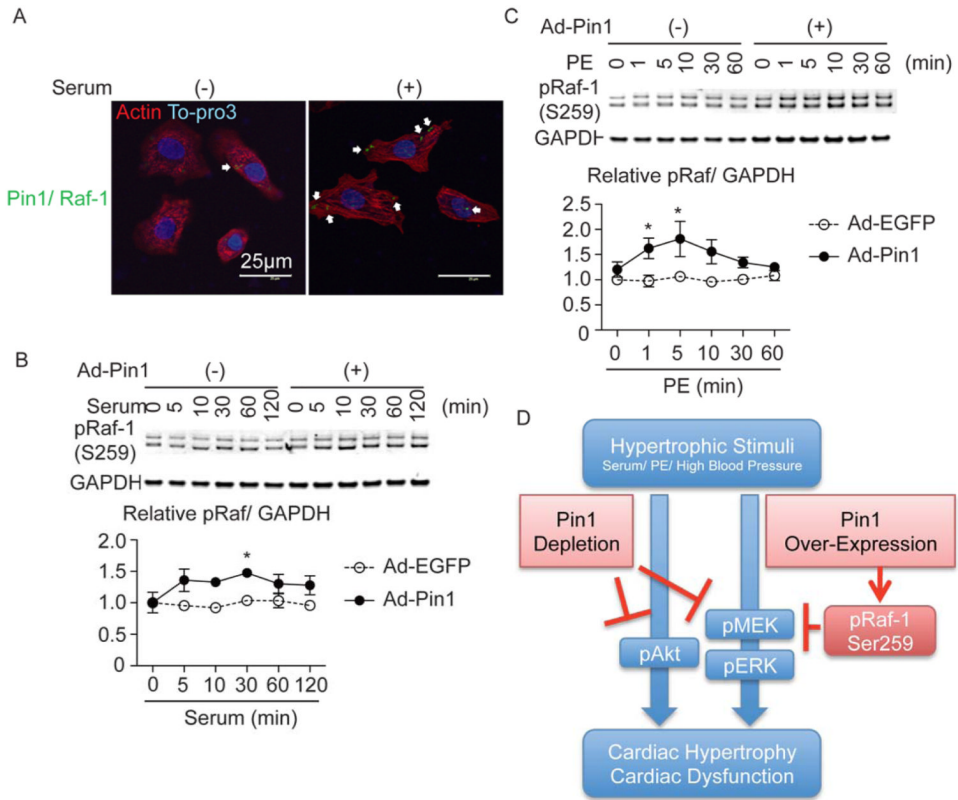 A
Serum (-) (+)
Actin To-pro3
Pin1/ Raf-1
25μm
B
Ad-Pin1 (-) (+)
Serum 0 5 10 30 60 120 0 5 10 30 60 120 (min)
pRaf-1
(S259)
GAPDH
Relative pRaf/ GAPDH
2.0
1.5
1.0
0.5
0
*
Ad-EGFP
Ad-Pin1
0 5 10 30 60 120
Serum (min)
C
Ad-Pin1 (-) (+)
PE 0 1 5 10 30 60 0 1 5 10 30 60 (min)
pRaf-1
(S259)
GAPDH
Relative pRaf/ GAPDH
2.5
2.0
1.5
1.0
0.5
0
* *
Ad-EGFP
Ad-Pin1
0 1 5 10 30 60
PE (min)
D
Hypertrophic Stimuli
Serum/ PE/ High Blood Pressure
Pin1
Depletion
Pin1
Over-Expression
pAkt
pMEK
pERK
pRaf-1
Ser259
Cardiac Hypertrophy
Cardiac Dysfunction